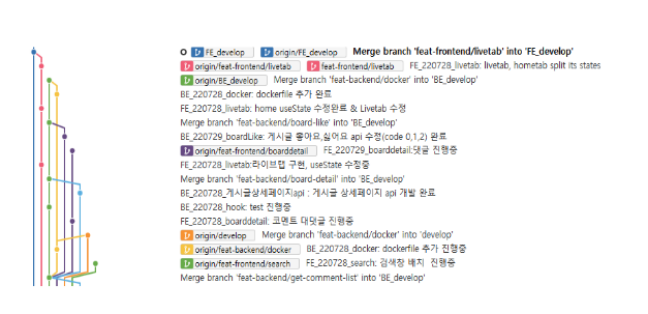 FE_develop origin/FE_develop Merge branch 'feat-frontend/livetab' into 'FE_develop'
origin/feat-frontend/livetab feat-frontend/livetab FE_220728_livetab: livetab, hometab split its states
origin/BE_develop Merge branch 'feat-backend/docker' into 'BE_develop'
BE_220728_docker: dockerfile 추가 완료
FE_220728_livetab: home useState 수정완료 & Livetab 수정
Merge branch 'feat-backend/board-like' into 'BE_develop'
BE_220729_boardLike: 게시글 좋아요,싫어요 api 수정(code 0,1,2) 완료
origin/feat-frontend/boarddetail FE_220729_boarddetail:댓글 진행중
FE_220728_livetab:라이브탭 구현, useState 수정중
Merge branch 'feat-backend/board-detail' into 'BE_develop'
BE_220728_게시글상세페이지api : 게시글 상세페이지 api 개발 완료
BE_220728_hook: test 진행중
FE_220728_boarddetail: 코멘트 대댓글 진행중
origin/develop Merge branch 'feat-backend/docker' into 'develop'
origin/feat-backend/docker BE_220728_docker: dockerfile 추가 진행중
origin/feat-frontend/search FE_220728_search: 검색창 배치 진행중
Merge branch 'feat-backend/get-comment-list' into 'BE_develop'